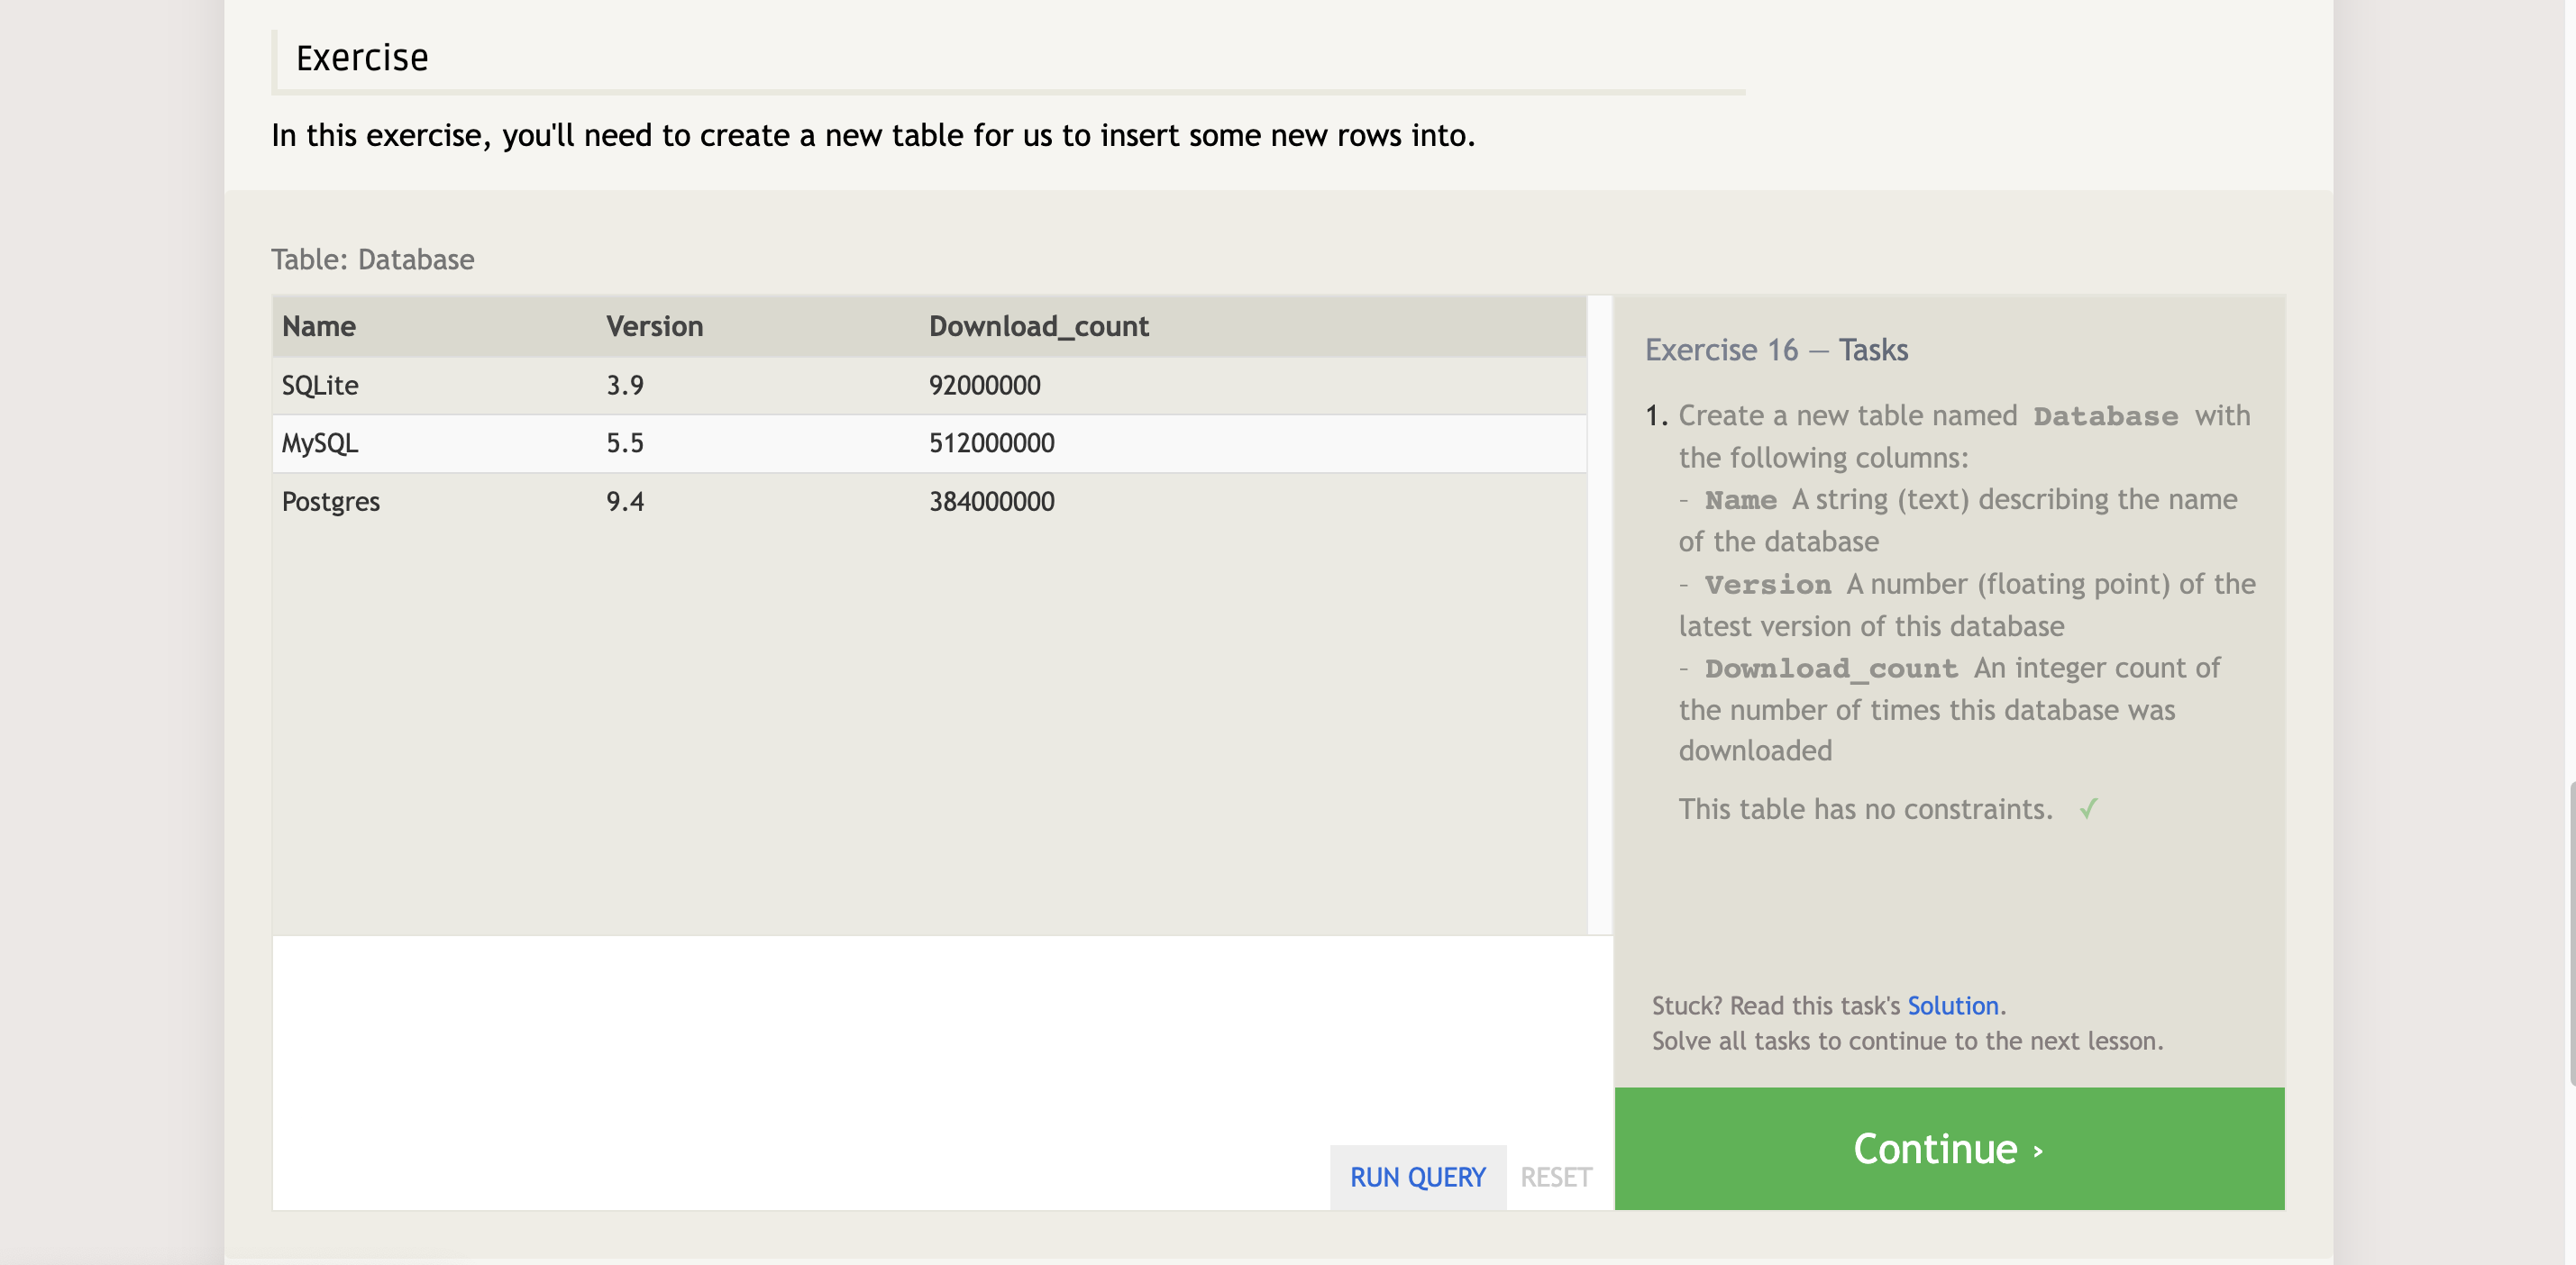 Exercise
In this exercise, you'll need to create a new table for us to insert some new rows into.
Table: Database
Name Version Download_count
SQLite 3.9 92000000
MySQL 5.5 512000000
Postgres 9.4 384000000
RUN QUERY RESET
Exercise 16 — Tasks
1. Create a new table named Database with
the following columns:
- Name A string (text) describing the name
of the database
- Version A number (floating point) of the
latest version of this database
- Download_count An integer count of
the number of times this database was
downloaded
This table has no constraints. ✓
Stuck? Read this task's Solution.
Solve all tasks to continue to the next lesson.
Continue ›